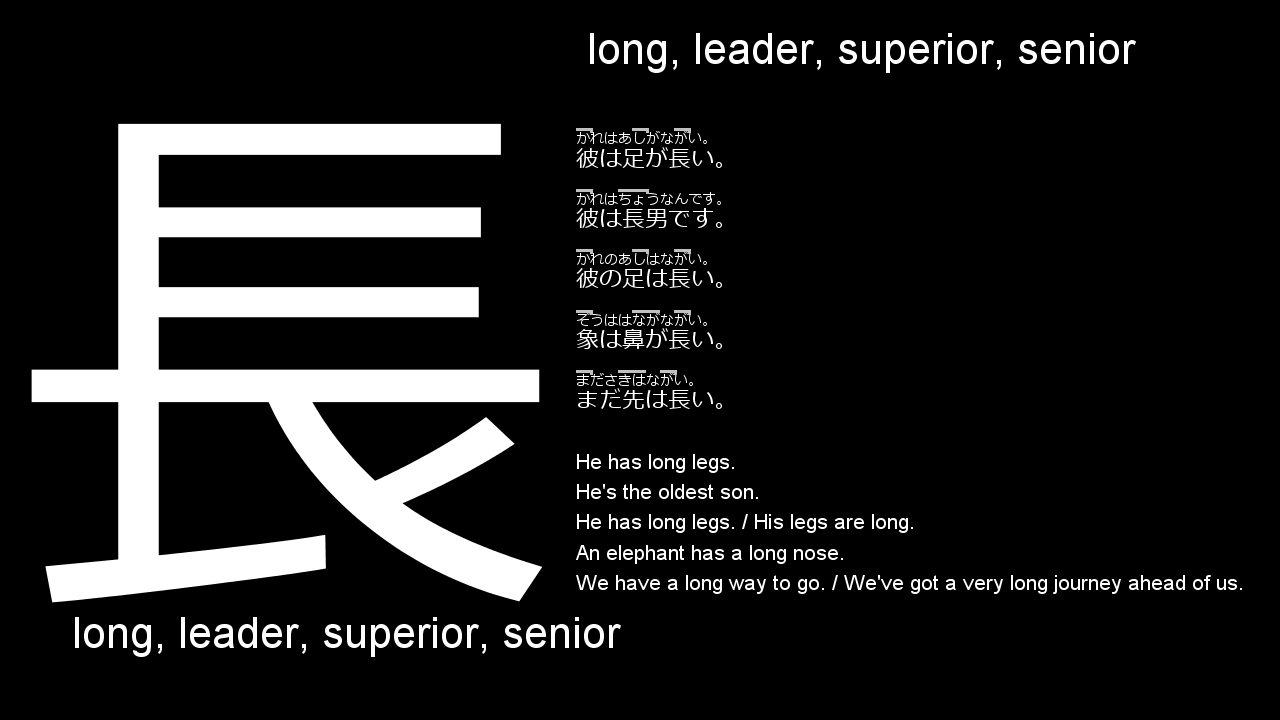 long, leader, superior, senior
長
かれはあしがながい。
彼は足が長い。
かれはちょうなんです。
彼は長男です。
かれのあしはながい。
彼の足は長い。
ぞうははながながい。
象は鼻が長い。
まださきはながい。
まだ先は長い。
He has long legs.
He's the oldest son.
He has long legs. / His legs are long.
An elephant has a long nose.
We have a long way to go. / We've got a very long journey ahead of us.
long, leader, superior, senior